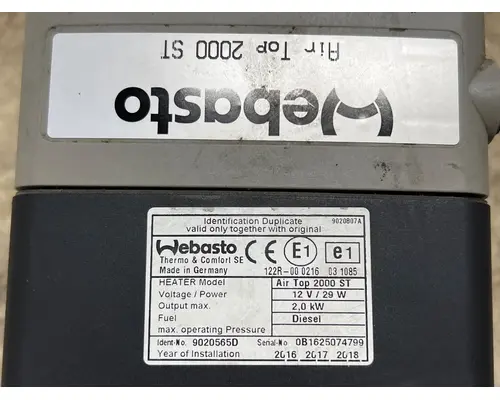 Air Top 2000 ST
Webasto
Identification Duplicate
valid only together with original
9020807A
Webasto CE E1 e1
Thermo & Comfort SE
Made in Germany 122R-00 0216 03 1085
HEATER Model Air Top 2000 ST
Voltage / Power 12 V / 29 W
Output max. 2,0 kW
Fuel Diesel
max. operating Pressure
Ident-No. 9020565D Serial-No 0B1625074799
Year of Installation 2016 2017 2018